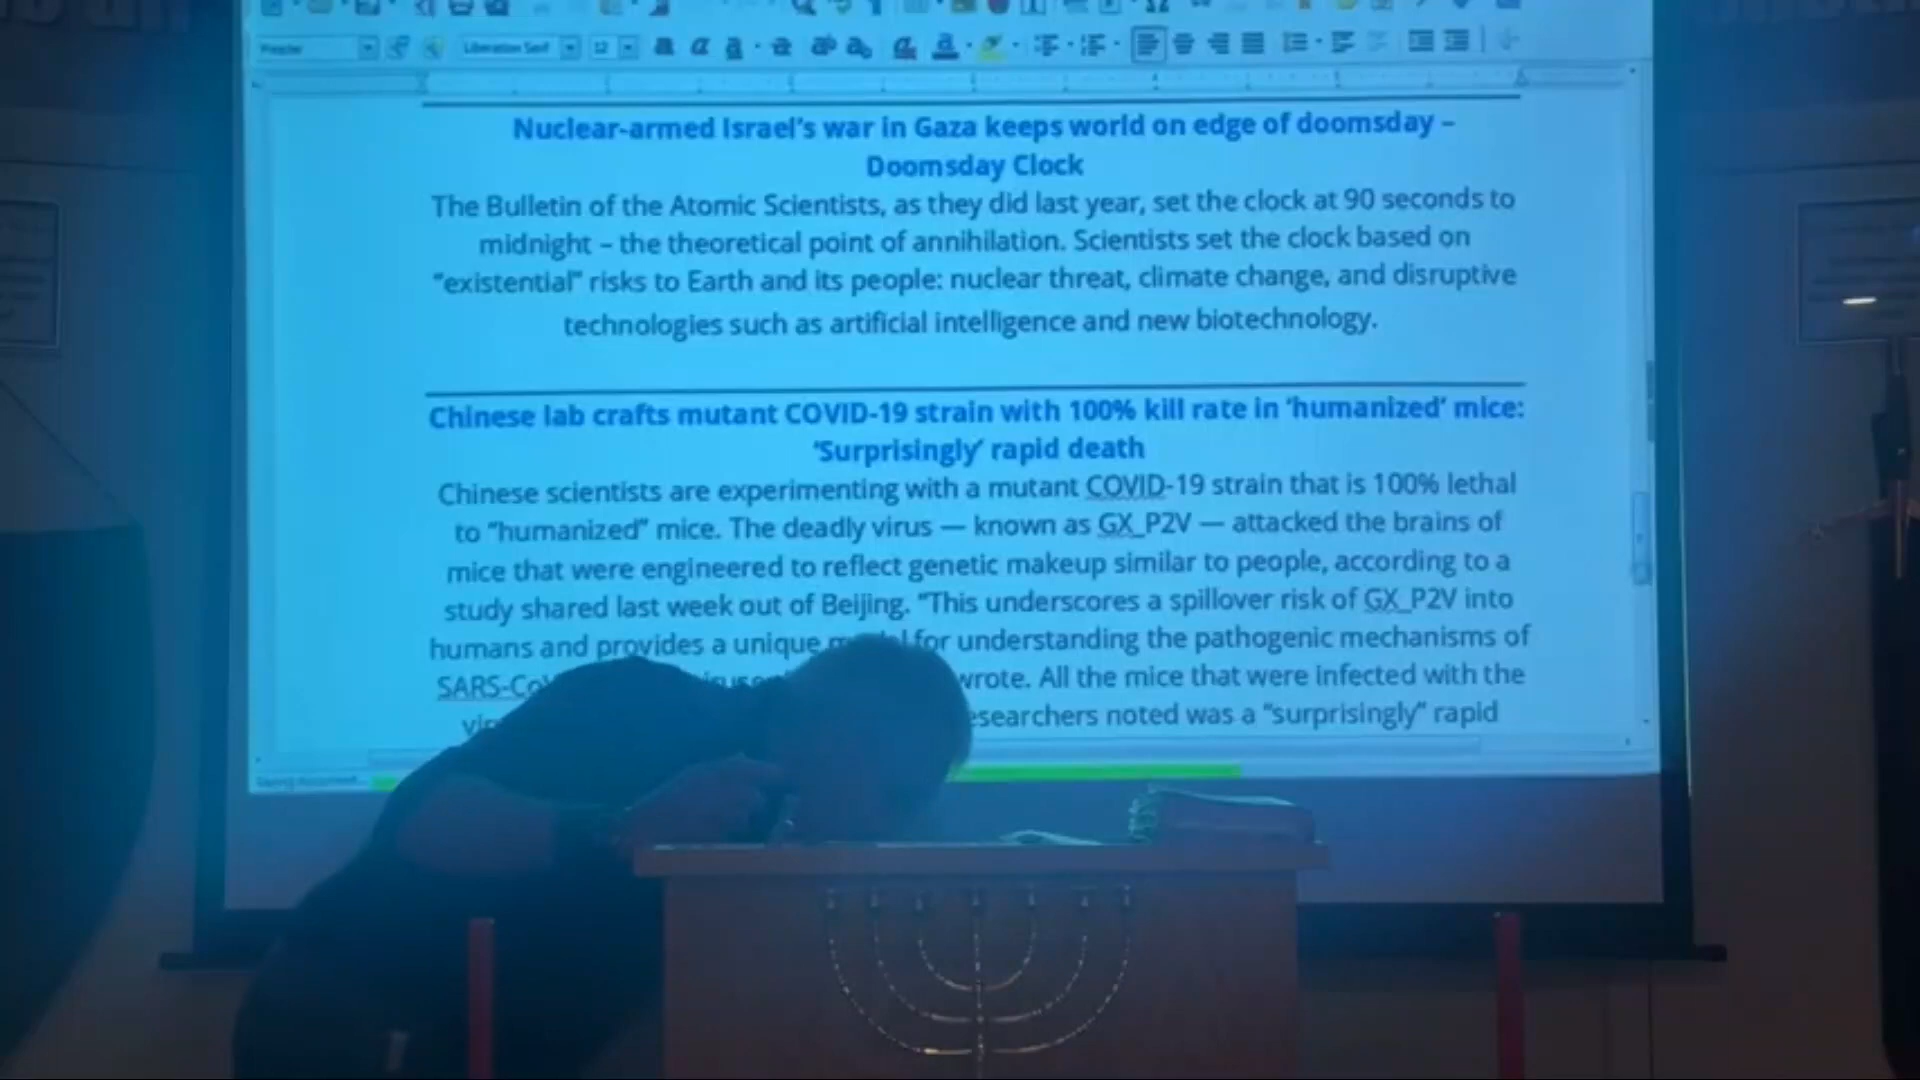 Liberation Serif 12
Nuclear-armed Israel's war in Gaza keeps world on edge of doomsday –
Doomsday Clock
The Bulletin of the Atomic Scientists, as they did last year, set the clock at 90 seconds to
midnight – the theoretical point of annihilation. Scientists set the clock based on
"existential" risks to Earth and its people: nuclear threat, climate change, and disruptive
technologies such as artificial intelligence and new biotechnology.
Chinese lab crafts mutant COVID-19 strain with 100% kill rate in 'humanized' mice:
'Surprisingly' rapid death
Chinese scientists are experimenting with a mutant COVID-19 strain that is 100% lethal
to "humanized" mice. The deadly virus — known as GX_P2V — attacked the brains of
mice that were engineered to reflect genetic makeup similar to people, according to a
study shared last week out of Beijing. "This underscores a spillover risk of GX_P2V into
humans and provides a unique for understanding the pathogenic mechanisms of
wrote. All the mice that were infected with the
noted was a "surprisingly" rapid